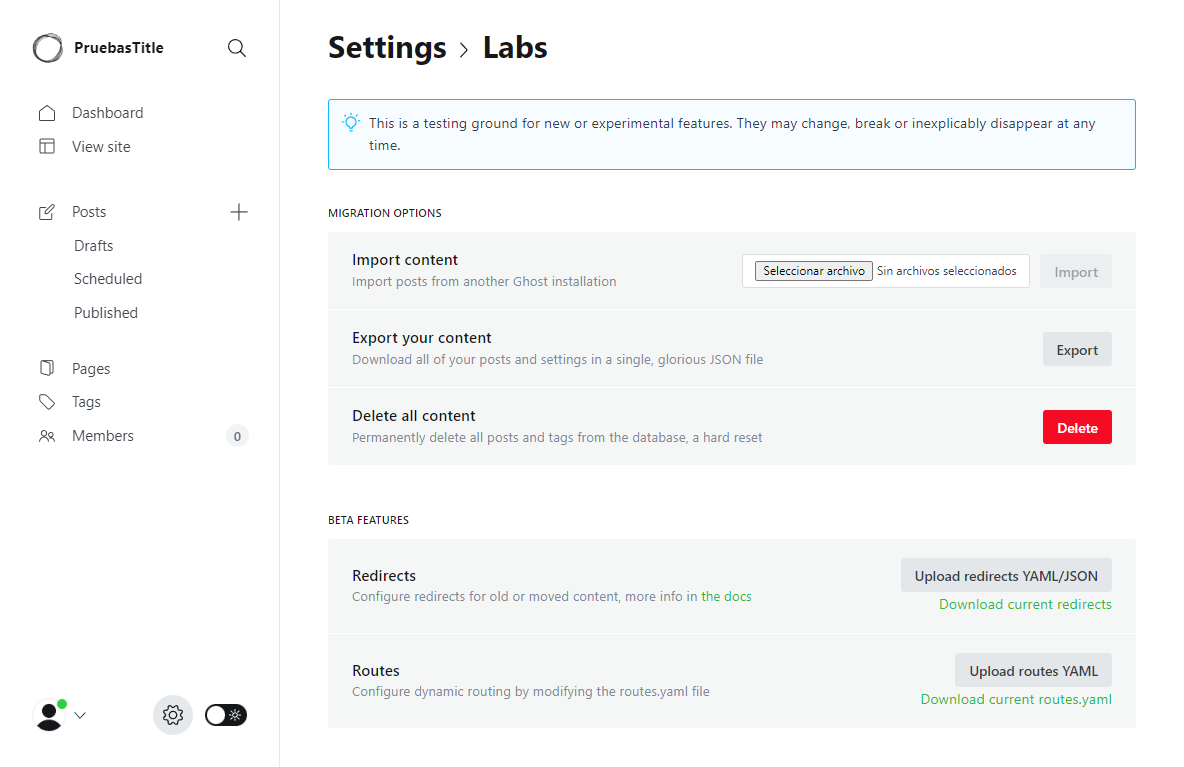 PruebasTitle
Dashboard
View site
Posts
Drafts
Scheduled
Published
Pages
Tags
Members
0
Settings › Labs
This is a testing ground for new or experimental features. They may change, break or inexplicably disappear at any
time.
MIGRATION OPTIONS
Import content
Import posts from another Ghost installation
Seleccionar archivo Sin archivos seleccionados
Import
Export your content
Download all of your posts and settings in a single, glorious JSON file
Export
Delete all content
Permanently delete all posts and tags from the database, a hard reset
Delete
BETA FEATURES
Redirects
Configure redirects for old or moved content, more info in the docs
Upload redirects YAML/JSON
Download current redirects
Routes
Configure dynamic routing by modifying the routes.yaml file
Upload routes YAML
Download current routes.yaml